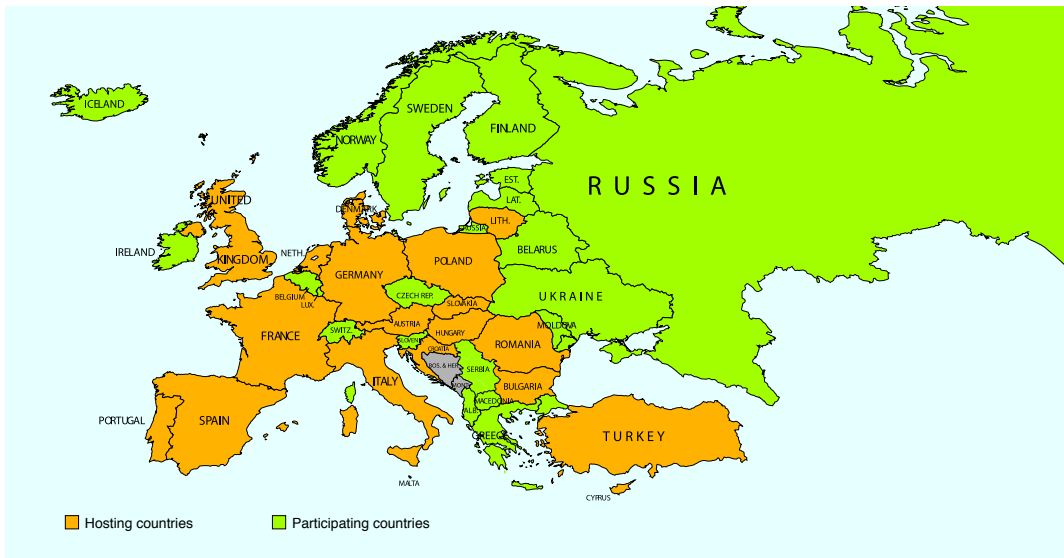 ICELAND
SWEDEN
FINLAND
NORWAY
RUSSIA
EST.
LAT.
LITH.
RUSSIA
UNITED
KINGDOM
IRELAND
DENMARK
NETH.
BELGIUM
LUX.
GERMANY
POLAND
BELARUS
UKRAINE
CZECH REP.
SLOVAKIA
AUSTRIA
HUNGARY
MOLDOVA
ROMANIA
FRANCE
SWITZ.
SLOVENIA
CROATIA
BOS. & HER.
SERBIA
MONT.
BULGARIA
ITALY
MACEDONIA
ALB.
GREECE
PORTUGAL
SPAIN
TURKEY
MALTA
CYPRUS
Hosting countries
Participating countries